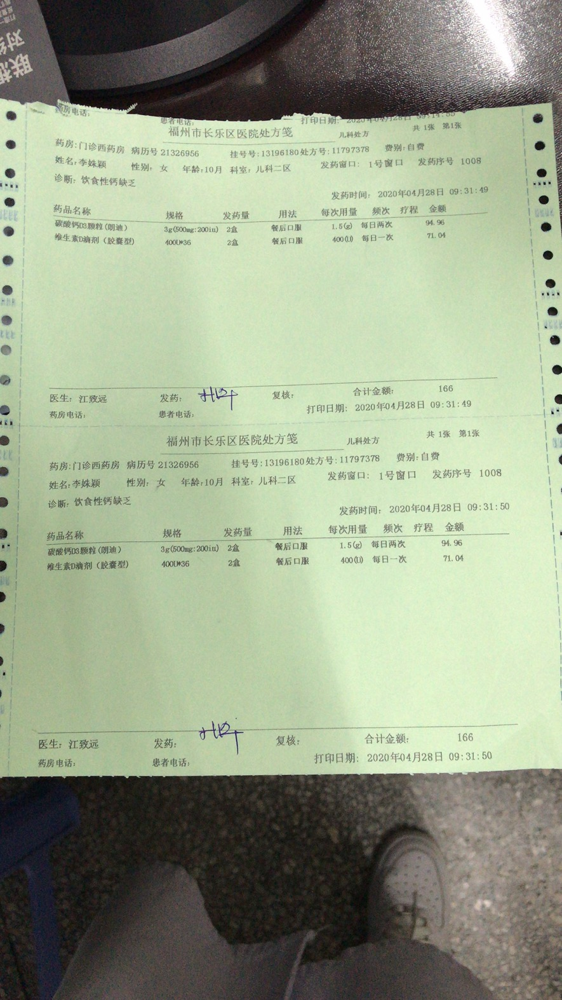 联想
对
药房电话：
患者电话：
打印日期: 2020年04月28日 09:14:53
福州市长乐区医院处方笺 儿科处方 共 1张 第1张
药房:门诊西药房 病历号 21326956 挂号号:13196180 处方号:11797378 费别:自费
姓名:李姝颖 性别: 女 年龄:10月 科室: 儿科二区 发药窗口: 1号窗口 发药序号 1008
诊断: 饮食性钙缺乏
发药时间: 2020年04月28日 09:31:49
药品名称 规格 发药量 用法 每次用量 频次 疗程 金额
碳酸钙D3颗粒(朗迪) 3g(500mg:200iu) 2盒 餐后口服 1.5(g) 每日两次 94.96
维生素D滴剂（胶囊型) 400U*36 2盒 餐后口服 400(U) 每日一次 71.04
医生: 江致远 发药: 复核: 合计金额: 166
药房电话: 患者电话: 打印日期: 2020年04月28日 09:31:49
福州市长乐区医院处方笺 儿科处方 共 1张 第1张
药房:门诊西药房 病历号 21326956 挂号号:13196180 处方号:11797378 费别:自费
姓名:李姝颖 性别: 女 年龄:10月 科室: 儿科二区 发药窗口: 1号窗口 发药序号 1008
诊断: 饮食性钙缺乏
发药时间: 2020年04月28日 09:31:50
药品名称 规格 发药量 用法 每次用量 频次 疗程 金额
碳酸钙D3颗粒(朗迪) 3g(500mg:200iu) 2盒 餐后口服 1.5(g) 每日两次 94.96
维生素D滴剂（胶囊型) 400U*36 2盒 餐后口服 400(U) 每日一次 71.04
医生: 江致远 发药: 复核: 合计金额: 166
药房电话: 患者电话: 打印日期: 2020年04月28日 09:31:50